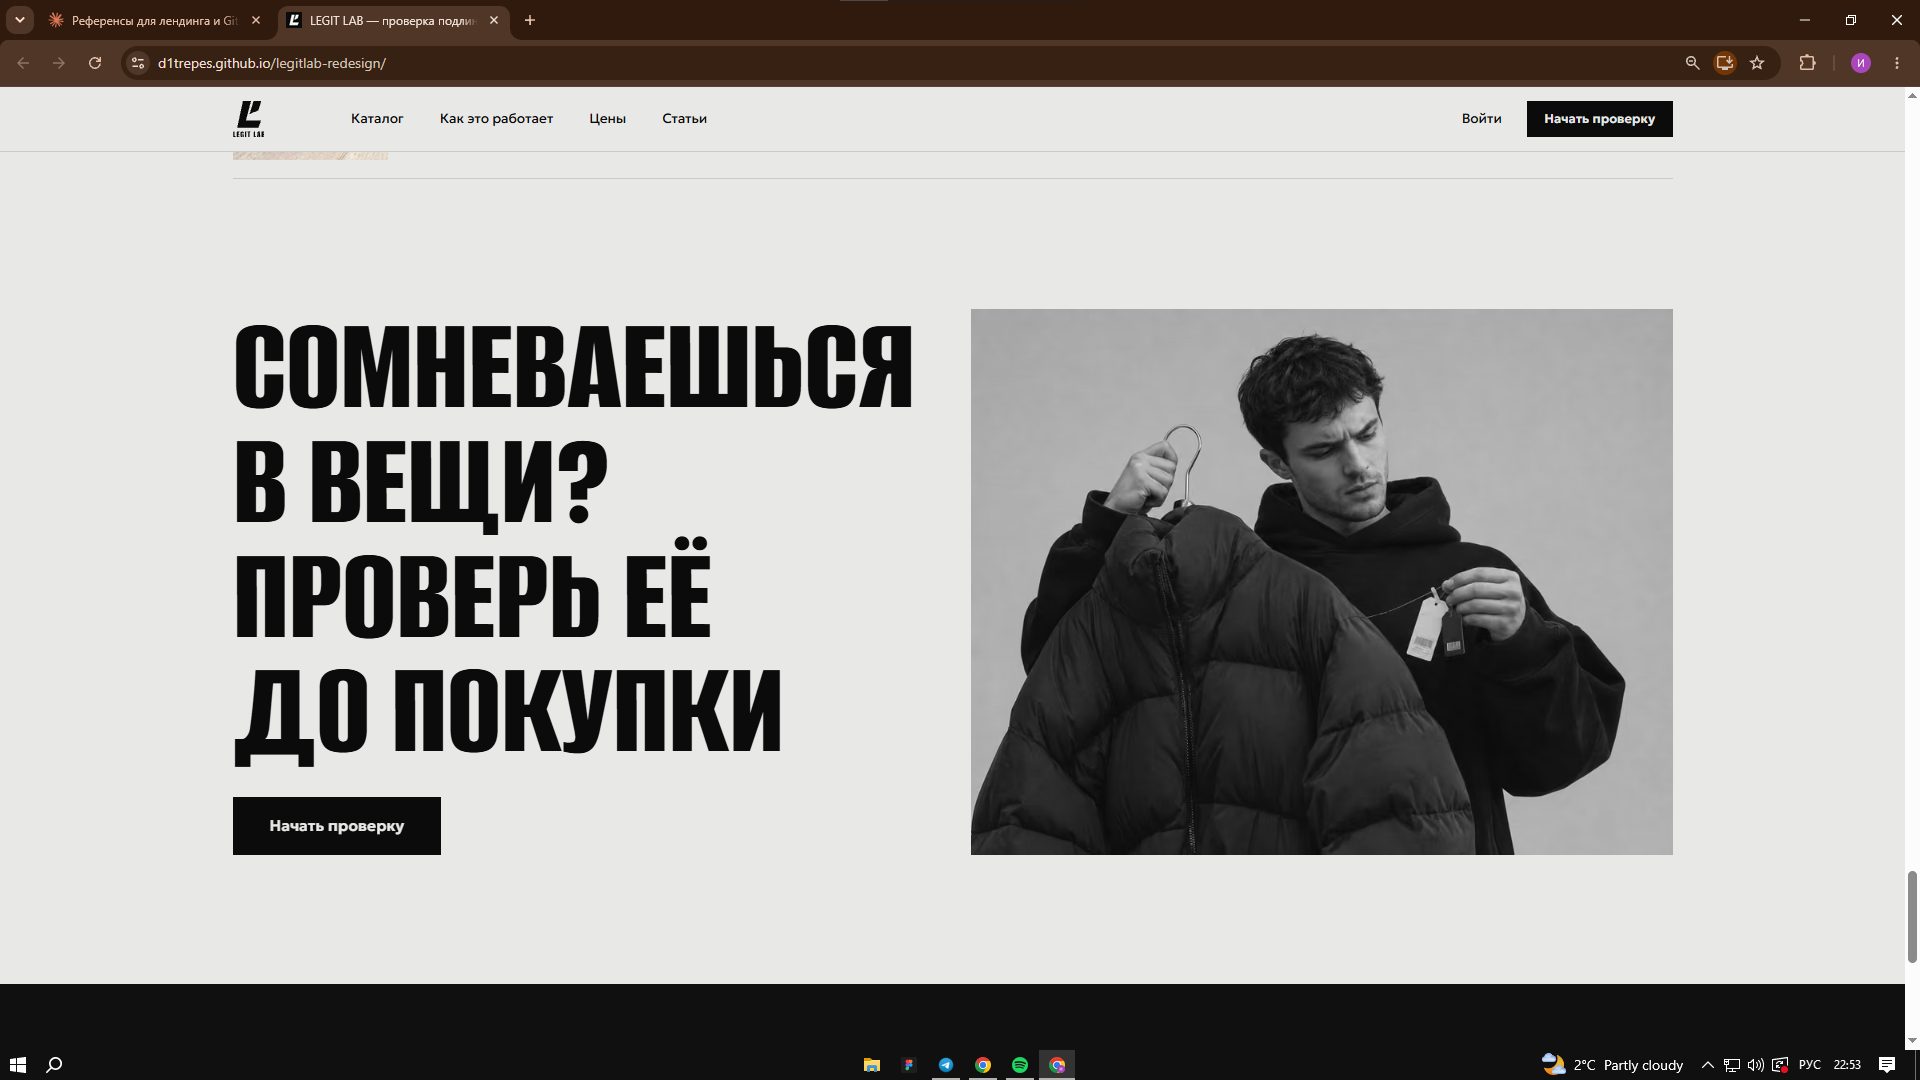 Референсы для лендинга и Git
LEGIT LAB — проверка подлин
d1trepes.github.io/legitlab-redesign/
И
LEGIT LAB
Каталог
Как это работает
Цены
Статьи
Войти
Начать проверку
СОМНЕВАЕШЬСЯ
В ВЕЩИ?
ПРОВЕРЬ ЕЁ
ДО ПОКУПКИ
Начать проверку
2°C Partly cloudy
РУС
22:53